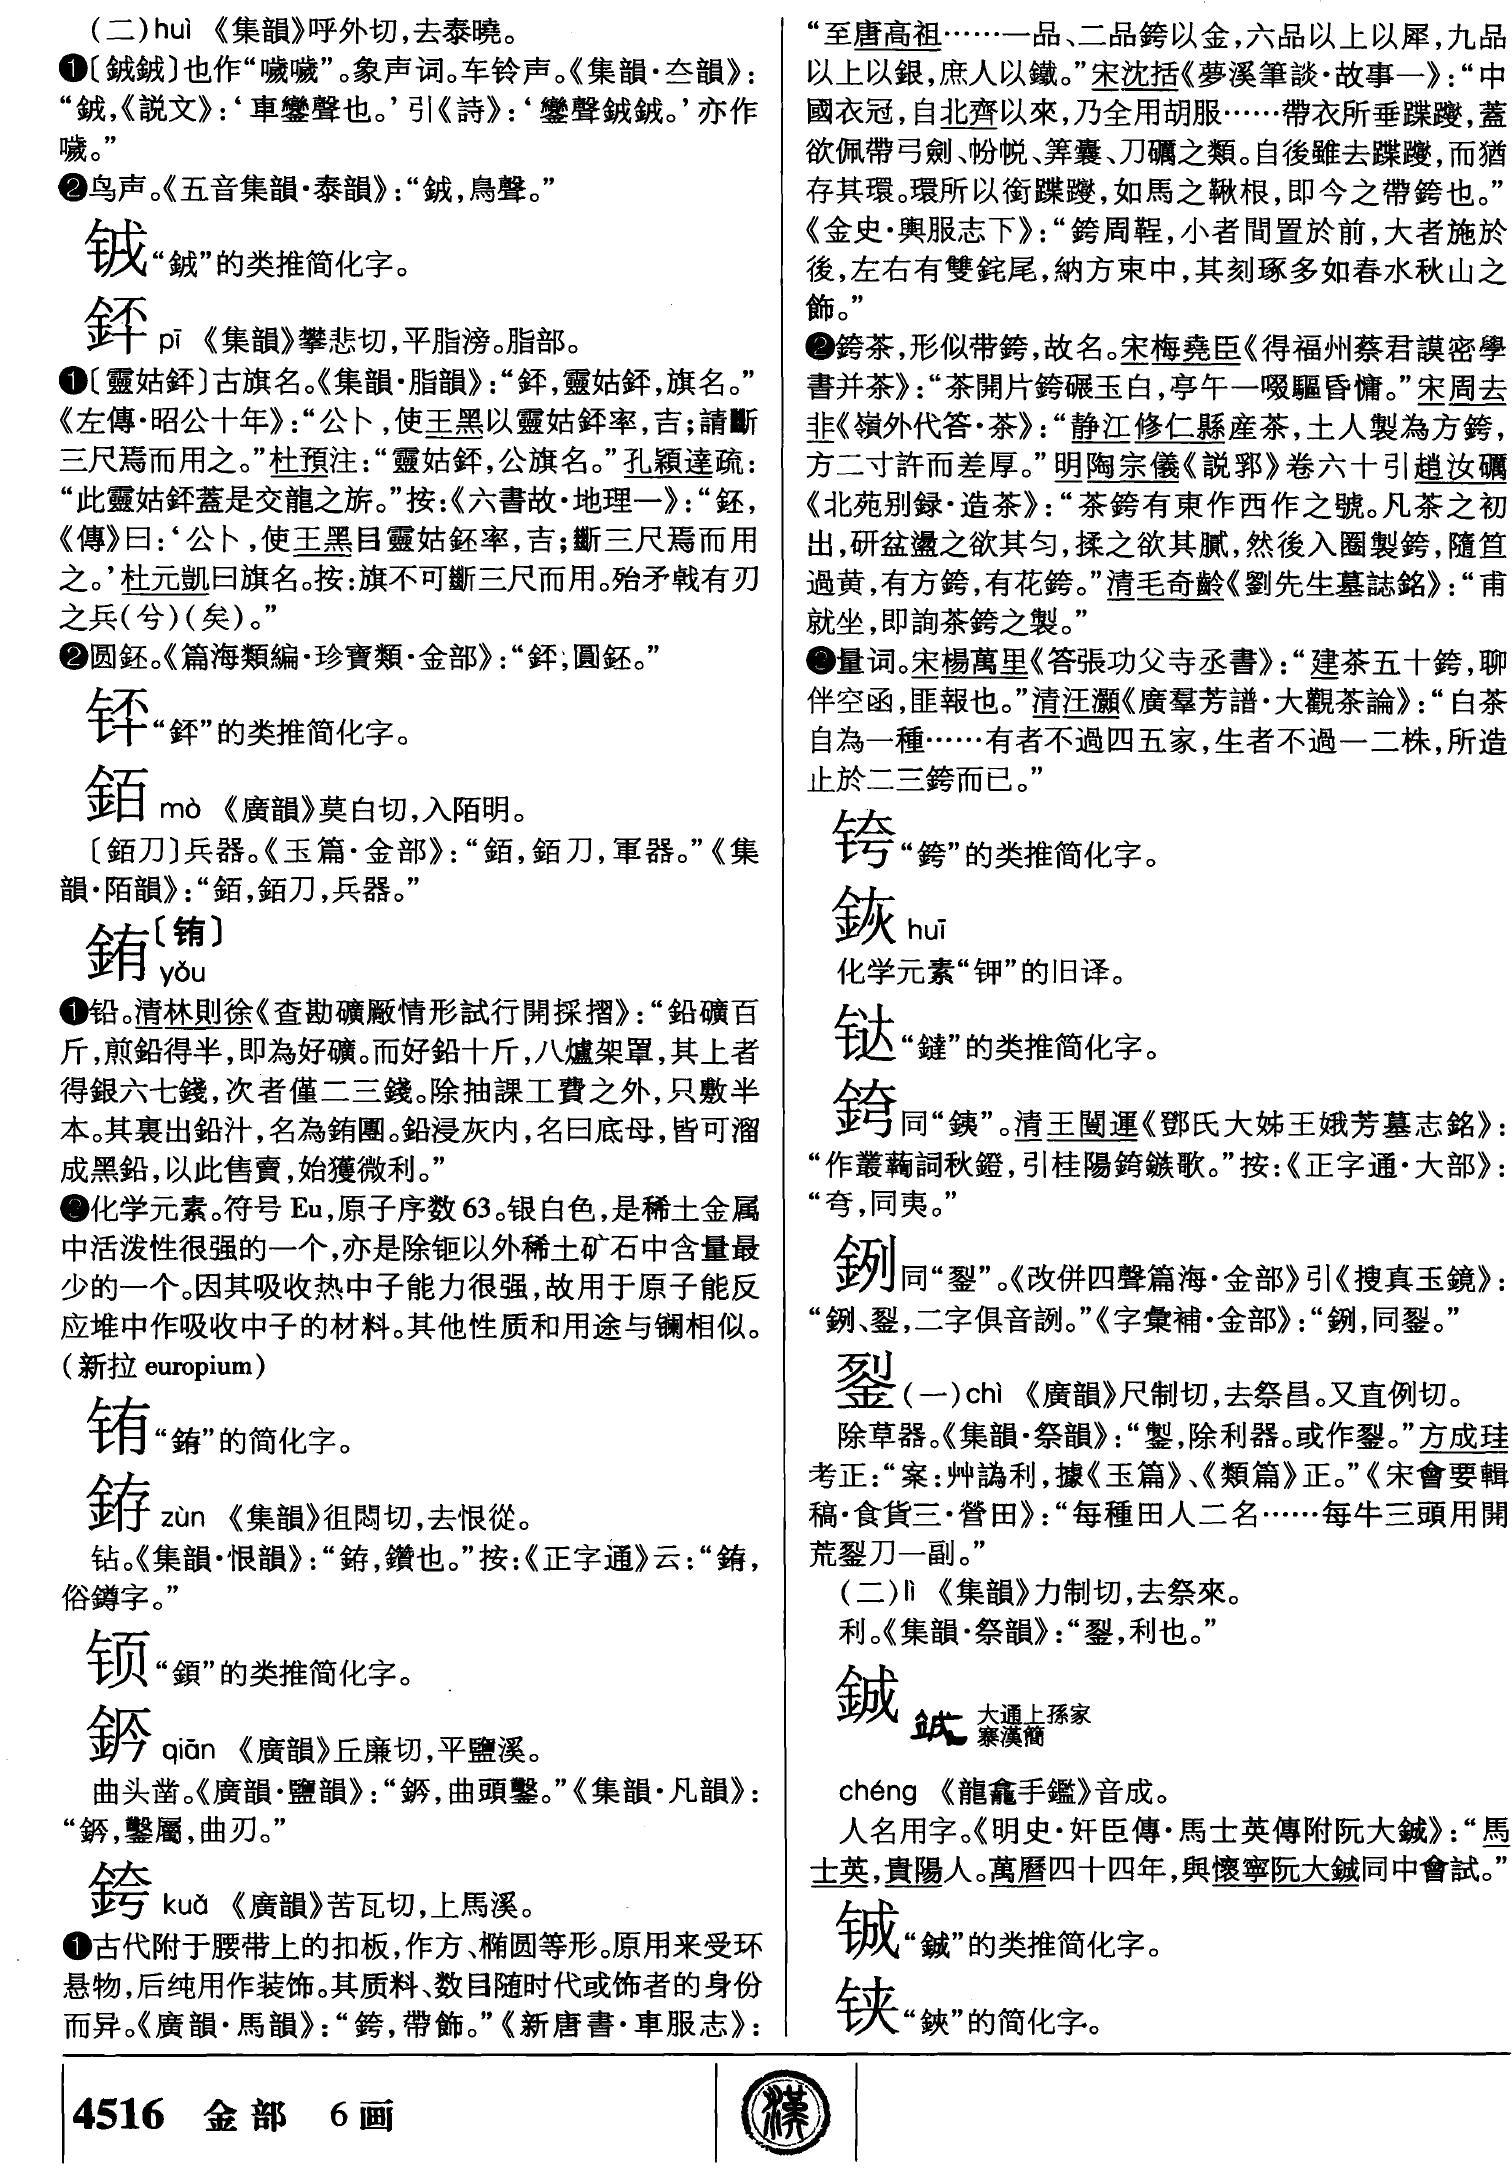 (二)huì 《集韻》呼外切，去泰曉。
❶〔鉞鉞〕也作“噦噦”。象声词。车铃声。《集韻·夳韻》：
“鉞，《説文》：‘車鑾聲也。’引《詩》：‘鑾聲鉞鉞。’亦作
噦。”
❷鸟声。《五音集韻·泰韻》：“鉞，鳥聲。”
钺“鉞”的类推简化字。
鉟 pī 《集韻》攀悲切，平脂滂。脂部。
❶〔靈姑鉟〕古旗名。《集韻·脂韻》：“鉟，靈姑鉟，旗名。”
《左傳·昭公十年》：“公卜，使王黑以靈姑鉟率，吉；請斷
三尺焉而用之。”杜預注：“靈姑鉟，公旗名。”孔穎達疏：
“此靈姑鉟蓋是交龍之旂。”按：《六書故·地理一》：“鉟，
《傳》曰：‘公卜，使王黑㠯靈姑鉟率，吉；斷三尺焉而用
之。’杜元凱曰旗名。按：旗不可斷三尺而用。殆矛戟有刃
之兵(兮)(矣)。”
❷圆鉟。《篇海類編·珍寶類·金部》：“鉟，圓鉟。”
“鉟”的类推简化字。
銆 mò 《廣韻》莫白切，入陌明。
〔銆刀〕兵器。《玉篇·金部》：“銆，銆刀，軍器。”《集
韻·陌韻》：“銆，銆刀，兵器。”
銪〔铕〕
yǒu
❶铅。清林則徐《查勘礦厰情形試行開採摺》：“鉛礦百
斤，煎鉛得半，即為好礦。而好鉛十斤，八爐架罩，其上者
得銀六七錢，次者僅二三錢。除抽課工費之外，只敷半
本。其裏出鉛汁，名為銪團。鉛浸灰内，名曰底母，皆可溜
成黑鉛，以此售賣，始獲微利。”
❷化学元素。符号 Eu，原子序数 63。银白色，是稀土金属
中活泼性很强的一个，亦是除钷以外稀土矿石中含量最
少的一个。因其吸收热中子能力很强，故用于原子能反
应堆中作吸收中子的材料。其他性质和用途与镧相似。
(新拉 europium)
铕“銪”的简化字。
銌 zùn 《集韻》徂悶切，去恨從。
钻。《集韻·恨韻》：“銌，鑽也。”按：《正字通》云：“銌，
俗鐏字。”
“鎮”的类推简化字。
䤭 qiān 《廣韻》丘廉切，平鹽溪。
曲头凿。《廣韻·鹽韻》：“，曲頭鑿。”《集韻·凡韻》：
“，鑿屬，曲刃。”
銙 kuǎ 《廣韻》苦瓦切，上馬溪。
❶古代附于腰带上的扣板，作方、椭圆等形。原用来受环
悬物，后纯用作装饰。其质料、数目随时代或饰者的身份
而异。《廣韻·馬韻》：“銙，帶飾。”《新唐書·車服志》：
“至唐高祖……一品、二品銙以金，六品以上以犀，九品
以上以銀，庶人以鐵。”宋沈括《夢溪筆談·故事一》：“中
國衣冠，自北齊以來，乃全用胡服……帶衣所垂蹀躞，蓋
欲佩帶弓劍、帉帨、筭囊、刀礪之類。自後雖去蹀躞，而猶
存其環。環所以銜蹀躞，如馬之鞦根，即今之帶銙也。”
《金史·輿服志下》：“銙周鞓，小者間置於前，大者施於
後，左右有雙鉈尾，納方束中，其刻琢多如春水秋山之
飾。”
❷銙茶，形似带銙，故名。宋梅堯臣《得福州蔡君謨密學
書并茶》：“茶開片銙碾玉白，亭午一啜驅昏慵。”宋周去
非《嶺外代答·茶》：“静江修仁縣産茶，土人製為方銙，
方二寸許而差厚。”明陶宗儀《説郛》卷六十引趙汝礪
《北苑别録·造茶》：“茶銙有東作西作之號。凡茶之初
出，研盆盪之欲其匀，揉之欲其膩，然後入圈製銙，隨笪
過黄，有方銙，有花銙。”清毛奇齡《劉先生墓誌銘》：“甫
就坐，即詢茶銙之製。”
❸量词。宋楊萬里《答張功父寺丞書》：“建茶五十銙，聊
伴空函，匪報也。”清汪灝《廣羣芳譜·大觀茶論》：“白茶
自為一種……有者不過四五家，生者不過一二株，所造
止於二三銙而已。”
“銙”的类推简化字。
㷇 huī
化学元素“钾”的旧译。
𫟼“鐽”的类推简化字。
同“銕”。清王闓運《鄧氏大姊王娥芳墓志銘》：
“作叢蘜詞秋鐙，引桂陽銙鏃歌。”按：《正字通·大部》：
“夸，同夷。”
同“𨦅”。《改併四聲篇海·金部》引《搜真玉鏡》：
“，二字俱音䇟。”《字彙補·金部》：“”
(一)chì 《廣韻》尺制切，去祭昌。又直例切。
除草器。《集韻·祭韻》：“，除利器。或作。”方成珪
考正：“案：艸譌利，據《玉篇》、《類篇》正。”《宋會要輯
稿·食貨三·營田》：“每種田人二名……每牛三頭用開
荒刀一副。”
(二)lì 《集韻》力制切，去祭來。
利。《集韻·祭韻》：“，利也。”
鋮 大通上孫家
寨漢簡
chéng 《龍龕手鑑》音成。
人名用字。《明史·奸臣傳·馬士英傳附阮大鋮》：“馬
士英，貴陽人。萬曆四十四年，與懷寧阮大鋮同中會試。”
铖“鋮”的类推简化字。
铗“鋏”的简化字。
4516 金部 6画
漢